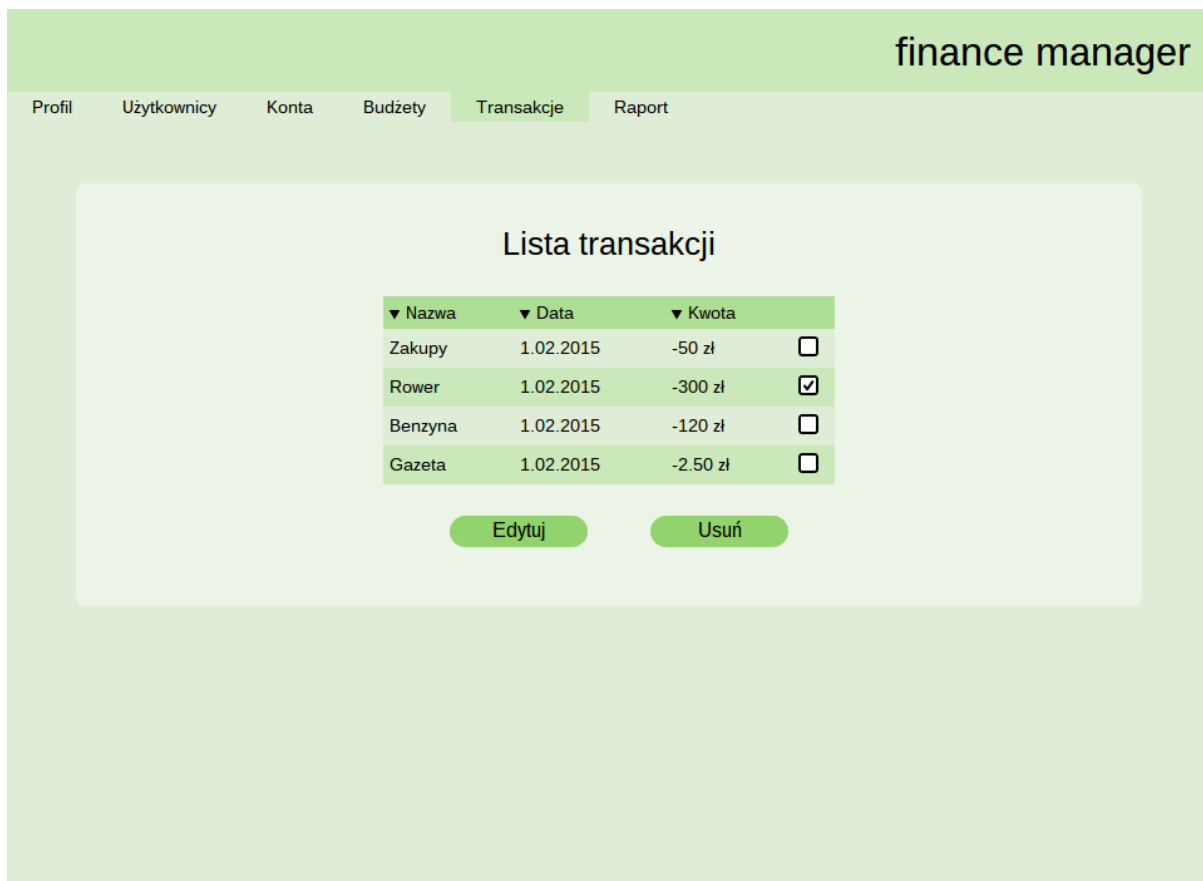 finance manager
Profil Użytkownicy Konta Budżety Transakcje Raport
Lista transakcji
▼ Nazwa ▼ Data ▼ Kwota
Zakupy 1.02.2015 -50 zł
Rower 1.02.2015 -300 zł
Benzyna 1.02.2015 -120 zł
Gazeta 1.02.2015 -2.50 zł
Edytuj Usuń